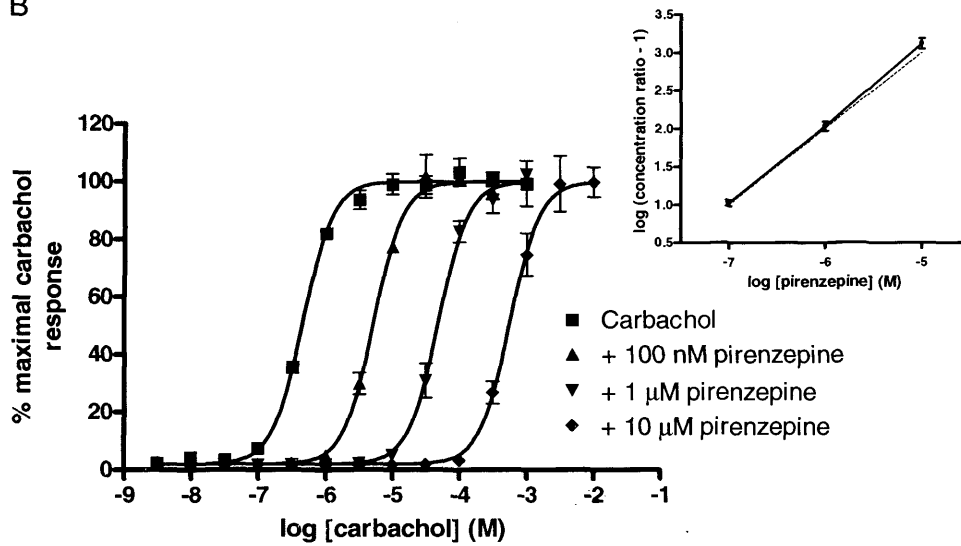 B
120
100
80
60
40
20
0
% maximal carbachol
response
-9 -8 -7 -6 -5 -4 -3 -2 -1
log [carbachol] (M)
3.5
3.0
2.5
2.0
1.5
1.0
0.5
log (concentration ratio - 1)
-7 -6 -5
log [pirenzepine] (M)
Carbachol
+ 100 nM pirenzepine
+ 1 μM pirenzepine
+ 10 μM pirenzepine